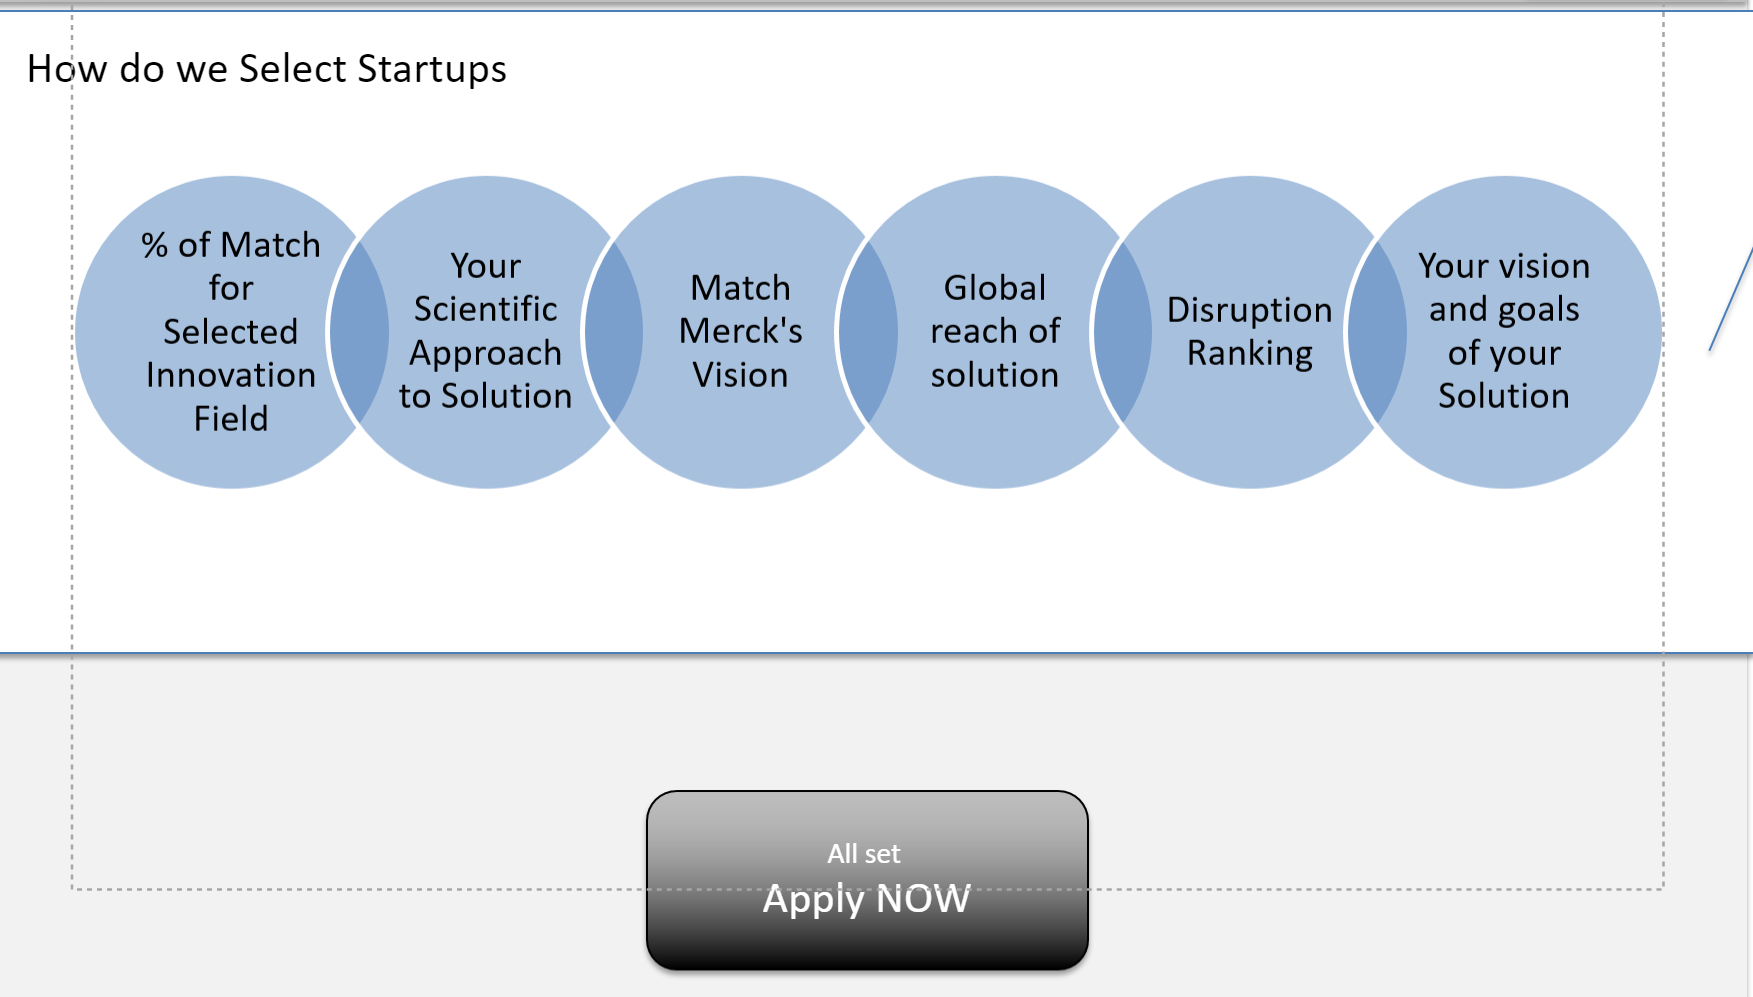 How do we Select Startups
% of Match
for
Selected
Innovation
Field
Your
Scientific
Approach
to Solution
Match
Merck's
Vision
Global
reach of
solution
Disruption
Ranking
Your vision
and goals
of your
Solution
All set
Apply NOW